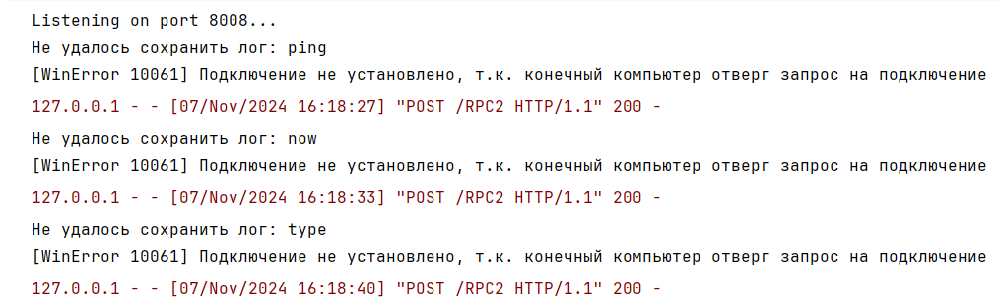 Listening on port 8008...
Не удалось сохранить лог: ping
[WinError 10061] Подключение не установлено, т.к. конечный компьютер отверг запрос на подключение
127.0.0.1 - - [07/Nov/2024 16:18:27] "POST /RPC2 HTTP/1.1" 200 -
Не удалось сохранить лог: now
[WinError 10061] Подключение не установлено, т.к. конечный компьютер отверг запрос на подключение
127.0.0.1 - - [07/Nov/2024 16:18:33] "POST /RPC2 HTTP/1.1" 200 -
Не удалось сохранить лог: type
[WinError 10061] Подключение не установлено, т.к. конечный компьютер отверг запрос на подключение
127.0.0.1 - - [07/Nov/2024 16:18:40] "POST /RPC2 HTTP/1.1" 200 -